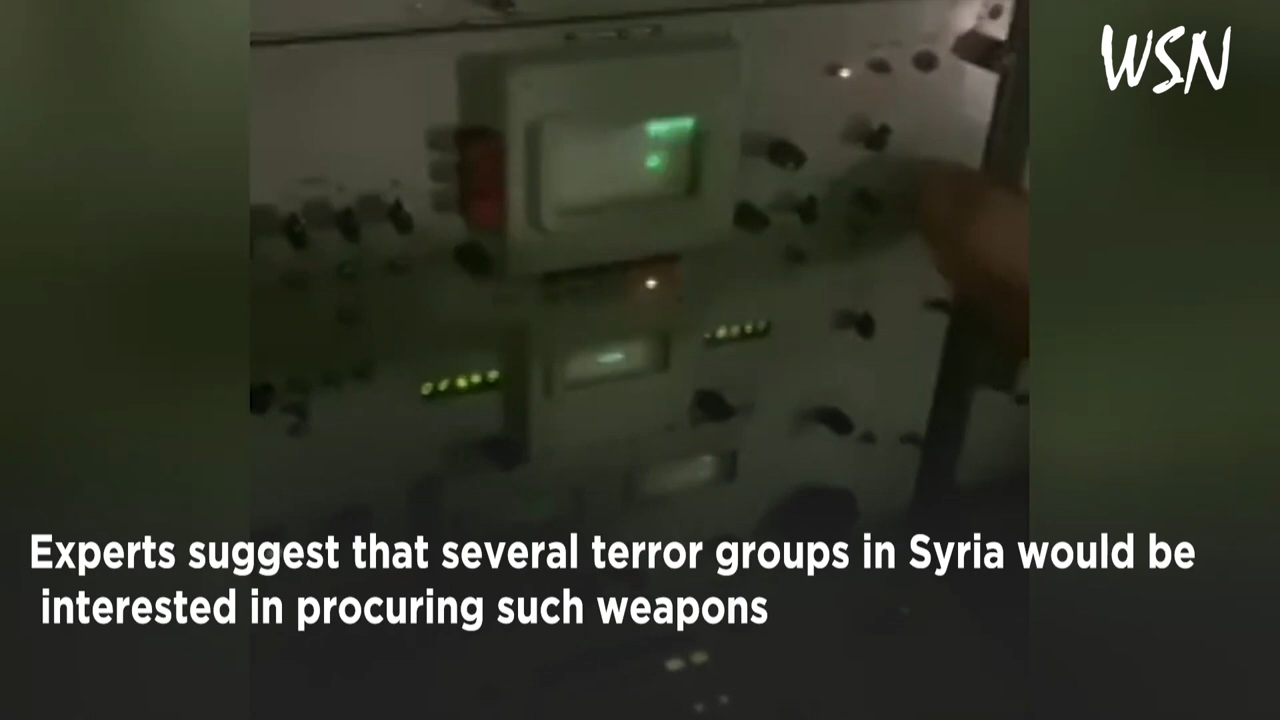 WSN
Experts suggest that several terror groups in Syria would be
interested in procuring such weapons